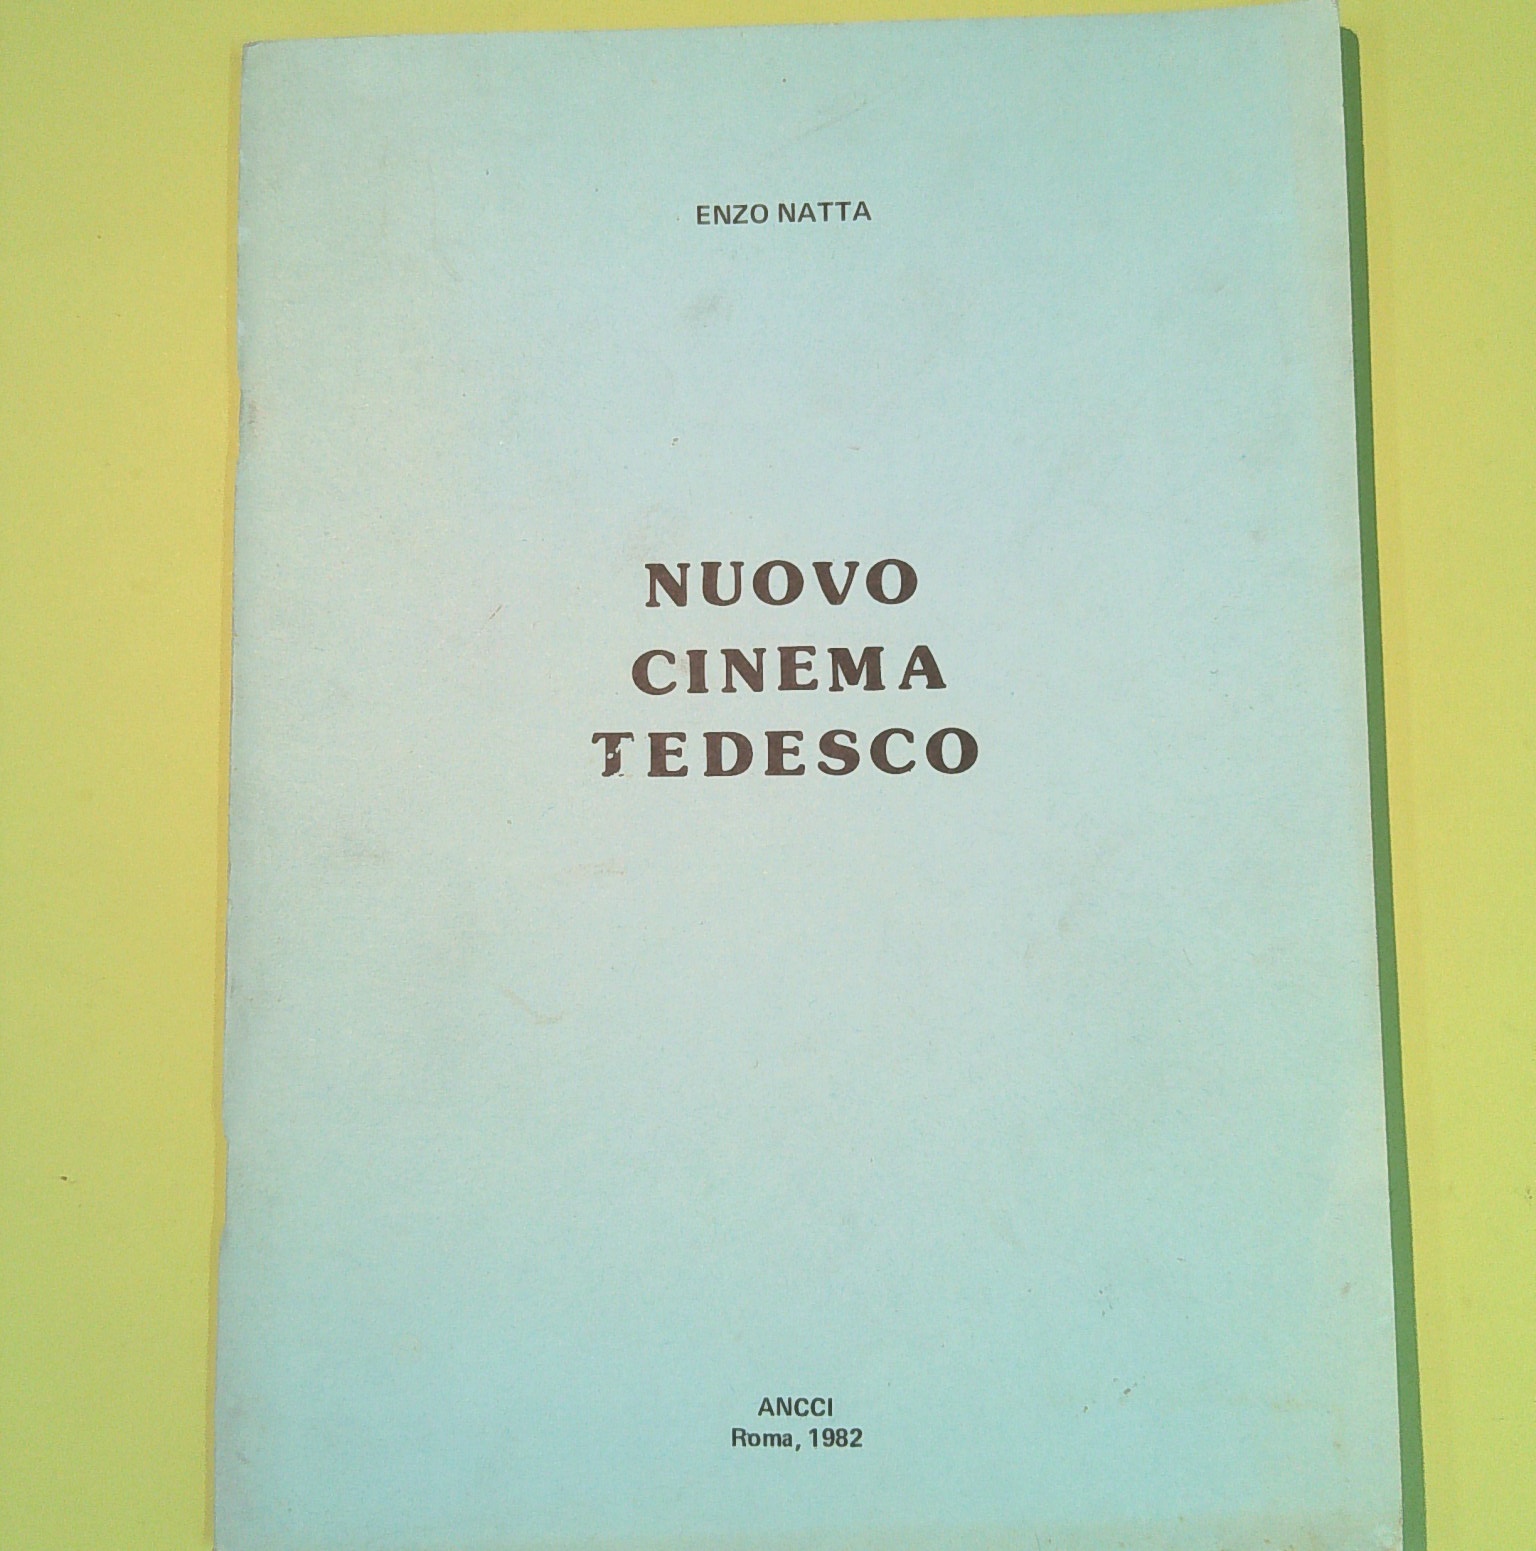 ENZO NATTA
NUOVO
CINEMA
TEDESCO
ANCCI
Roma, 1982